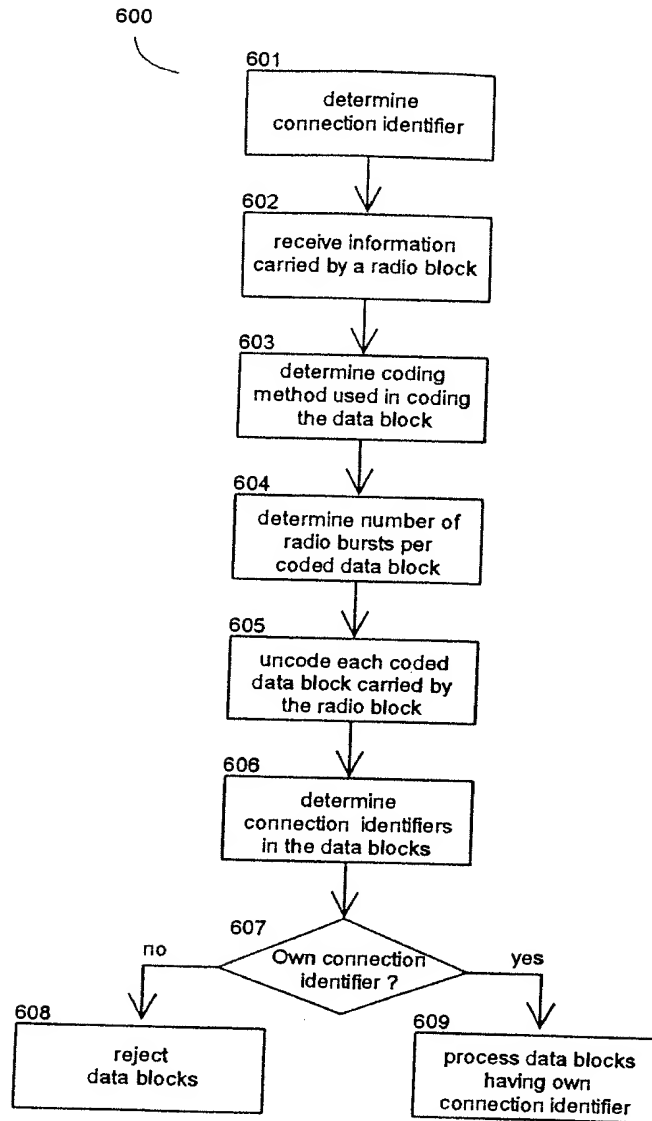 600
601
determine
connection identifier
602
receive information
carried by a radio block
603
determine coding
method used in coding
the data block
604
determine number of
radio bursts per
coded data block
605
uncode each coded
data block carried by
the radio block
606
determine
connection identifiers
in the data blocks
607
no
Own connection
identifier ?
yes
608
reject
data blocks
609
process data blocks
having own
connection identifier